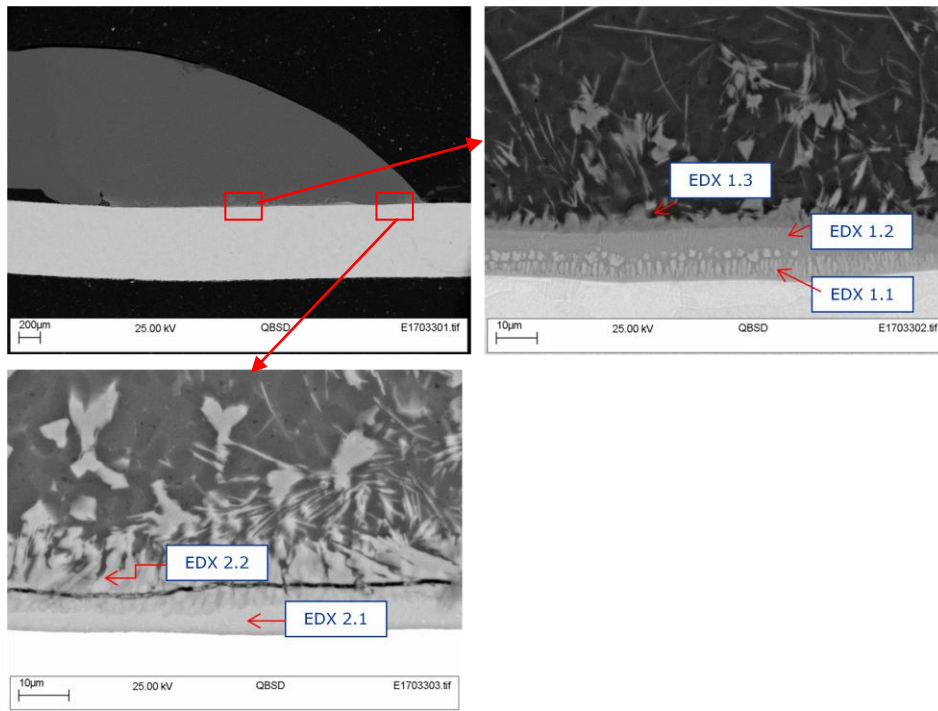 200µm
25.00 kV
QBSD
E1703301.tif
EDX 1.3
EDX 1.2
EDX 1.1
10µm
25.00 kV
QBSD
E1703302.tif
EDX 2.2
EDX 2.1
10µm
25.00 kV
QBSD
E1703303.tif